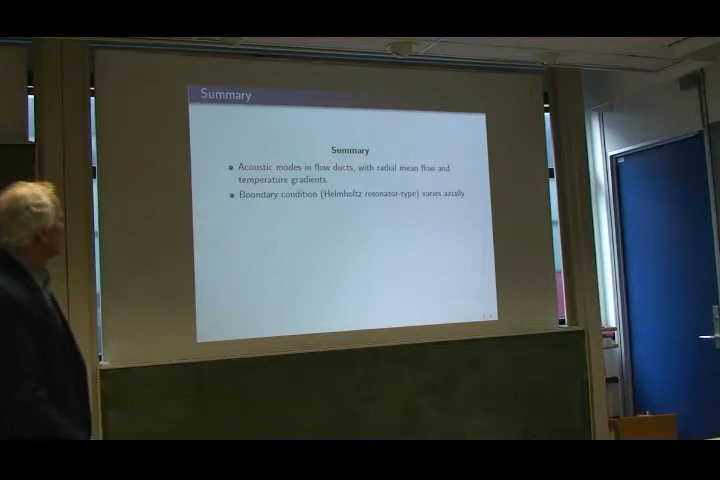 Summary
Summary
Acoustic modes in flow ducts, with radial mean flow and
temperature gradients.
Boundary condition (Helmholtz resonator-type) varies axially